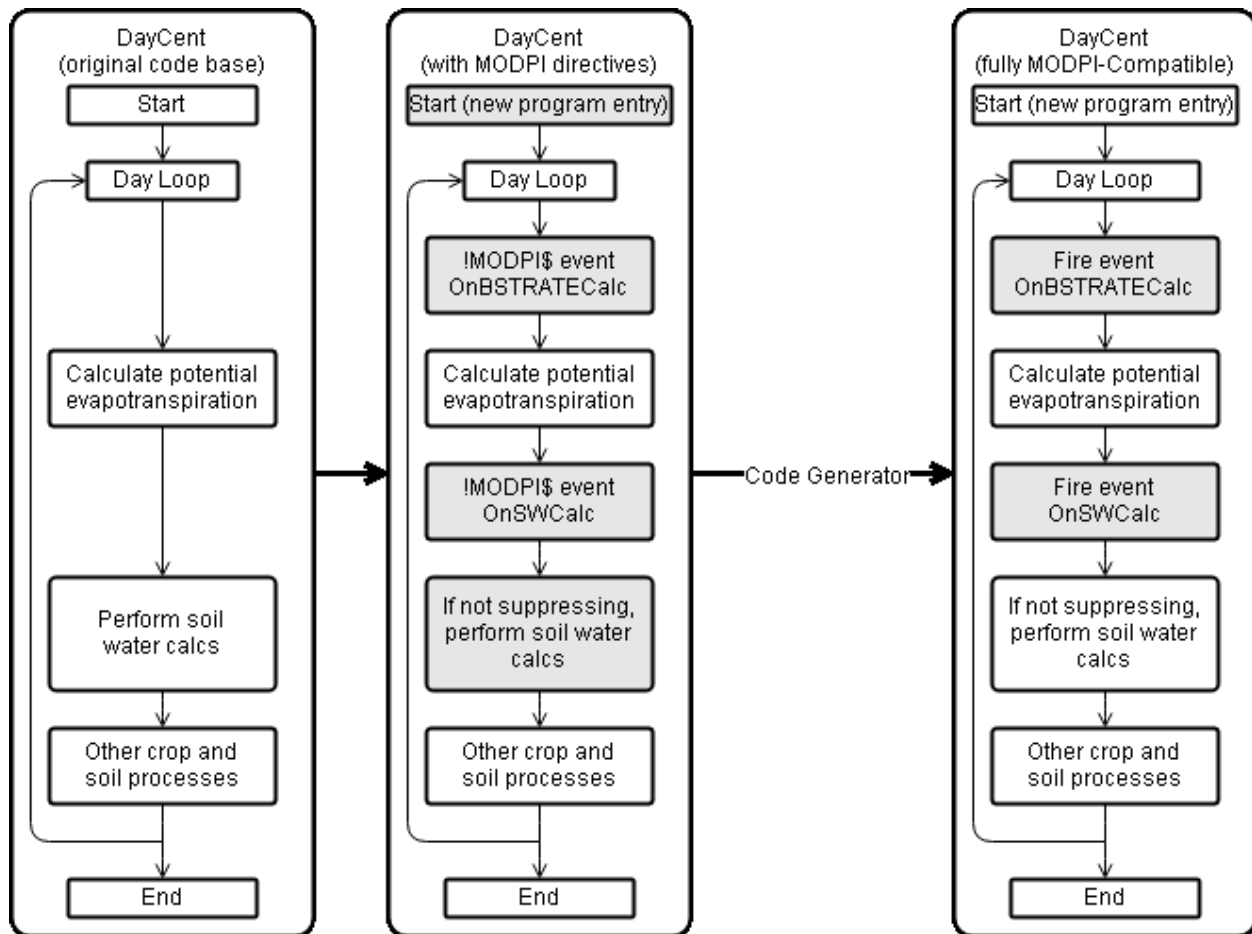 DayCent
(original code base)
Start
Day Loop
Calculate potential
evapotranspiration
Perform soil
water calcs
Other crop and
soil processes
End
DayCent
(with MODPI directives)
Start (new program entry)
Day Loop
!MODPI$ event
OnBSTRATECalc
Calculate potential
evapotranspiration
!MODPI$ event
OnSWCalc
If not suppressing,
perform soil water
calcs
Other crop and
soil processes
End
Code Generator
DayCent
(fully MODPI-Compatible)
Start (new program entry)
Day Loop
Fire event
OnBSTRATECalc
Calculate potential
evapotranspiration
Fire event
OnSWCalc
If not suppressing,
perform soil water
calcs
Other crop and
soil processes
End